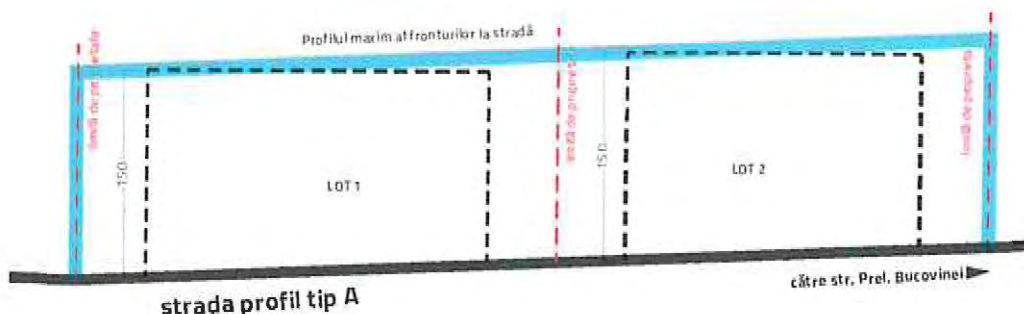 Profilul maxim al fronturilor la stradă
limită de proprietate
limită de proprietate
limită de proprietate
150
150
LOT 1
LOT 2
strada profil tip A
către str. Prel. Bucovinei